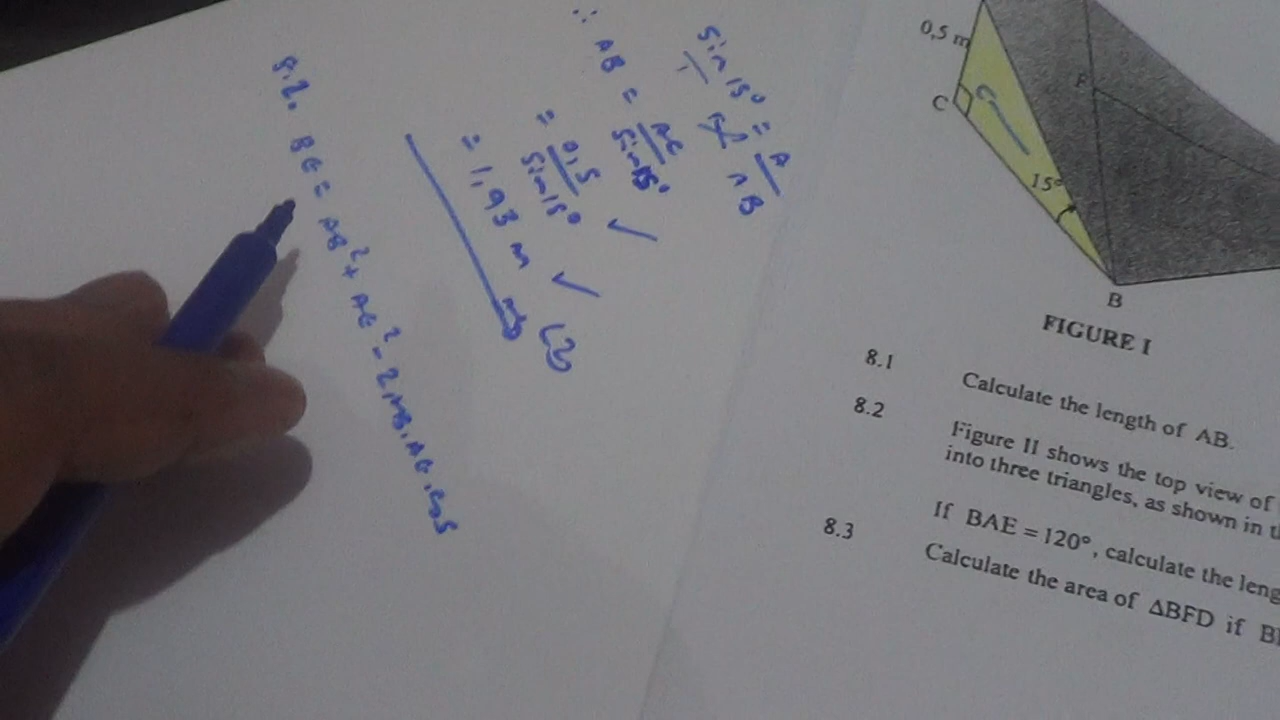 sin 15° = A
AB
∴ AB = AC
sin 15°
= 0,5
sin 15° ✓
= 1,93 m ✓
8.2. BE = AB² + AE² - 2AB.AE.cos
0,5 m
C
F
15°
B
FIGURE I
8.1 Calculate the length of AB.
8.2 Figure II shows the top view of
into three triangles, as shown in
If BAE = 120°, calculate the
8.3 Calculate the area of ΔBFD if